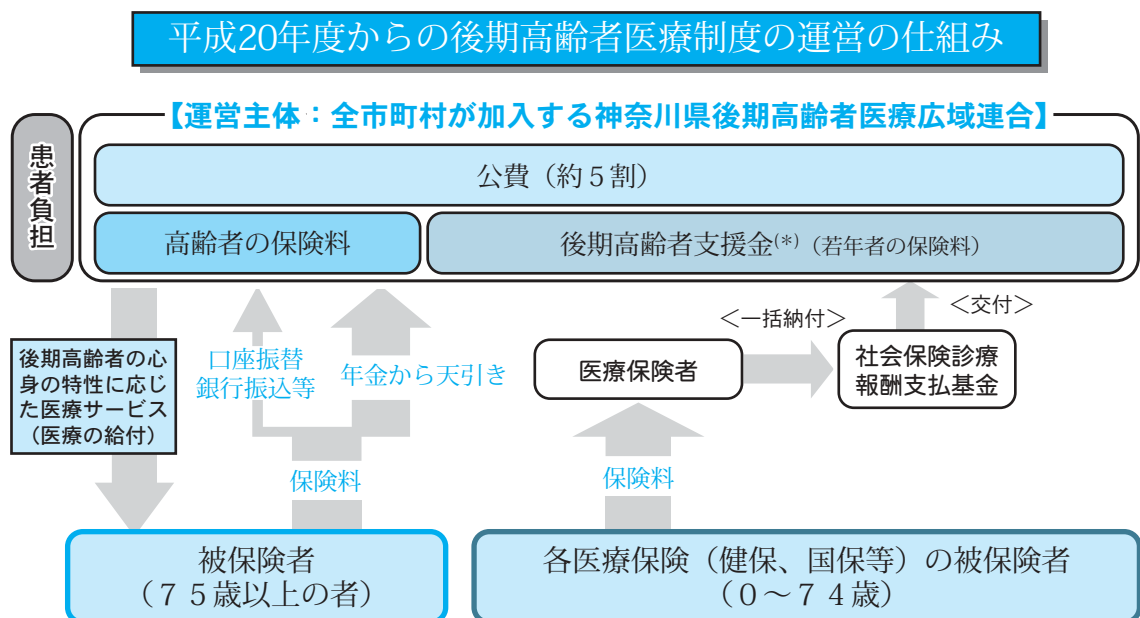 平成20年度からの後期高齢者医療制度の運営の仕組み
【運営主体：全市町村が加入する神奈川県後期高齢者医療広域連合】
患者負担
公費（約５割）
高齢者の保険料
後期高齢者支援金(*)（若年者の保険料）
後期高齢者の心
身の特性に応じ
た医療サービス
（医療の給付）
口座振替
銀行振込等
年金から天引き
保険料
医療保険者
＜一括納付＞
社会保険診療
報酬支払基金
＜交付＞
保険料
被保険者
（７５歳以上の者）
各医療保険（健保、国保等）の被保険者
（０～７４歳）